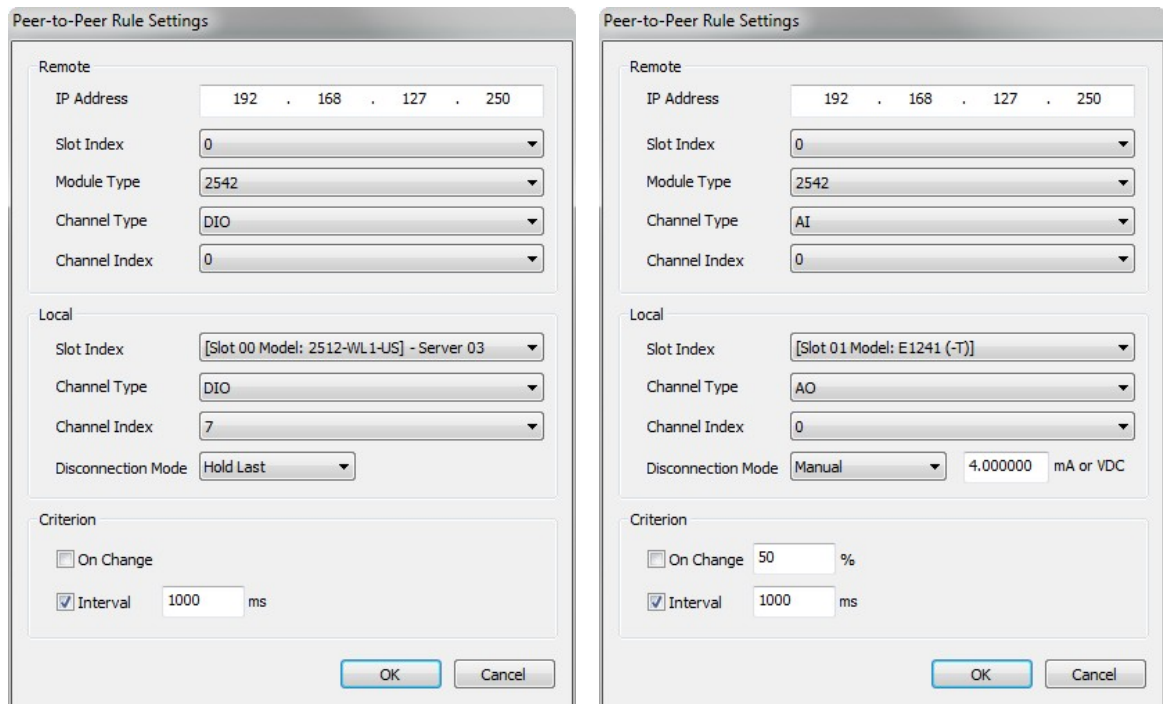 Peer-to-Peer Rule Settings
Remote
IP Address 192 . 168 . 127 . 250
Slot Index 0
Module Type 2542
Channel Type DIO
Channel Index 0
Local
Slot Index [Slot 00 Model: 2512-WL1-US] - Server 03
Channel Type DIO
Channel Index 7
Disconnection Mode Hold Last
Criterion
On Change
Interval 1000 ms
OK Cancel
Peer-to-Peer Rule Settings
Remote
IP Address 192 . 168 . 127 . 250
Slot Index 0
Module Type 2542
Channel Type AI
Channel Index 0
Local
Slot Index [Slot 01 Model: E1241 (-T)]
Channel Type AO
Channel Index 0
Disconnection Mode Manual 4.000000 mA or VDC
Criterion
On Change 50 %
Interval 1000 ms
OK Cancel